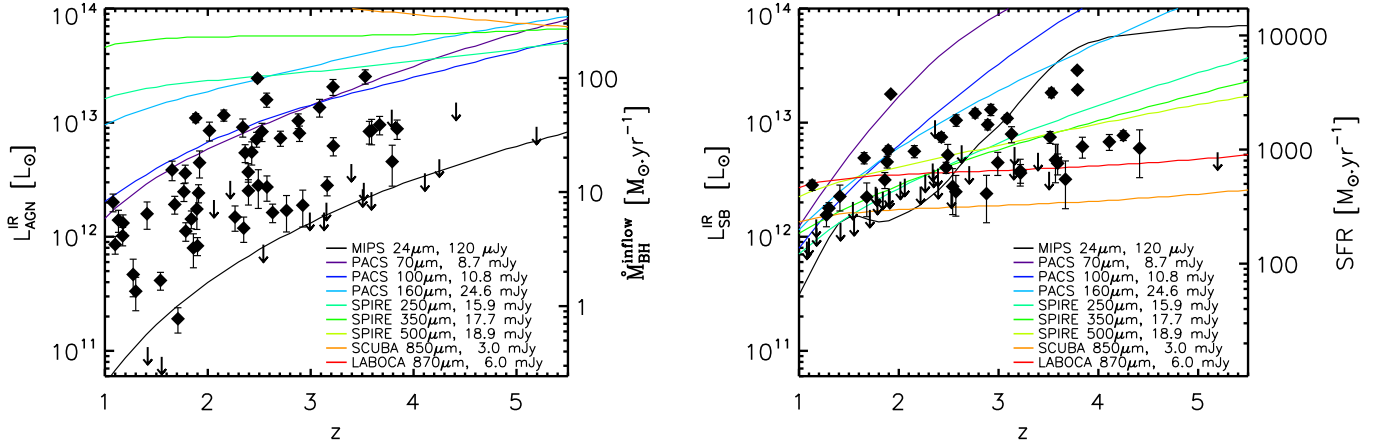 10^14
10^13
10^12
10^11
L^IR_AGN [L⊙]
1 2 3 4 5
z
100
10
1
Ṁ^inflow_BH [M⊙.yr^−1]
MIPS 24μm, 120 μJy
PACS 70μm, 8.7 mJy
PACS 100μm, 10.8 mJy
PACS 160μm, 24.6 mJy
SPIRE 250μm, 15.9 mJy
SPIRE 350μm, 17.7 mJy
SPIRE 500μm, 18.9 mJy
SCUBA 850μm, 3.0 mJy
LABOCA 870μm, 6.0 mJy
10^14
10^13
10^12
10^11
L^IR_SB [L⊙]
1 2 3 4 5
z
10000
1000
100
SFR [M⊙.yr^−1]
MIPS 24μm, 120 μJy
PACS 70μm, 8.7 mJy
PACS 100μm, 10.8 mJy
PACS 160μm, 24.6 mJy
SPIRE 250μm, 15.9 mJy
SPIRE 350μm, 17.7 mJy
SPIRE 500μm, 18.9 mJy
SCUBA 850μm, 3.0 mJy
LABOCA 870μm, 6.0 mJy